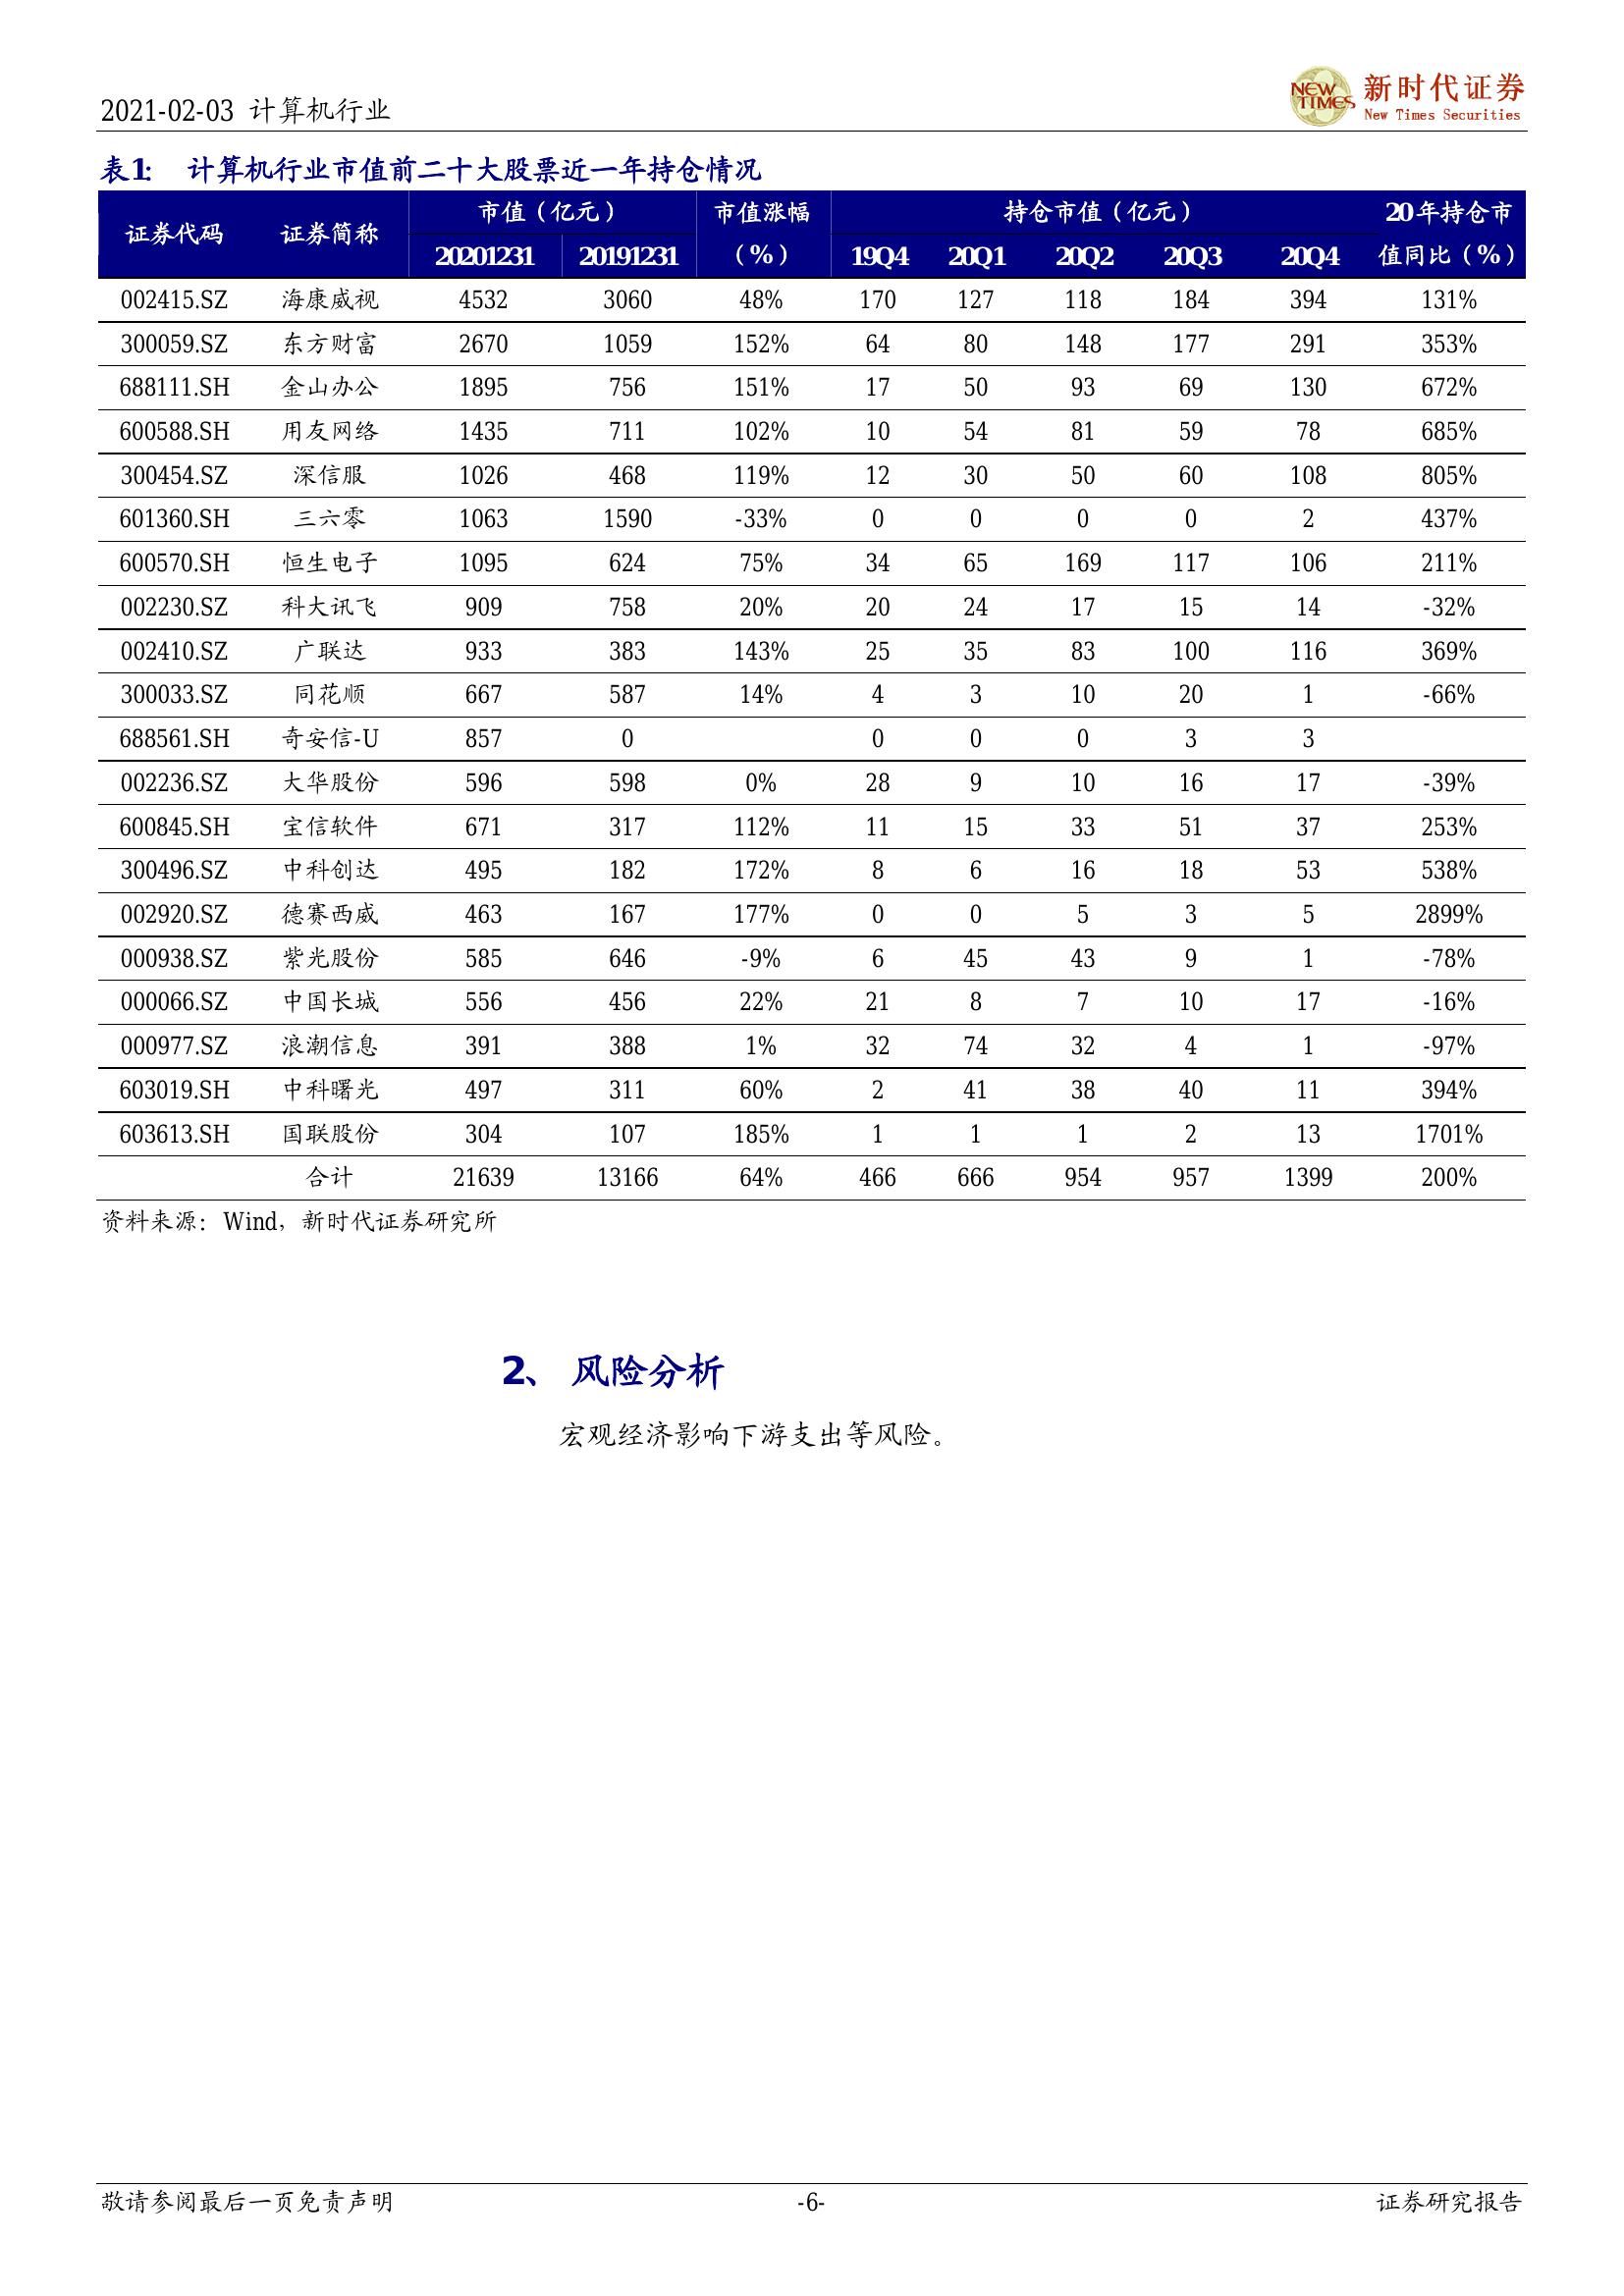 2021-02-03 计算机行业
NEW TIMES 新时代证券
New Times Securities
表1: 计算机行业市值前二十大股票近一年持仓情况
证券代码 证券简称 市值（亿元） 市值涨幅（%） 持仓市值（亿元） 20年持仓市值同比（%）
20201231 20191231 19Q4 20Q1 20Q2 20Q3 20Q4
002415.SZ 海康威视 4532 3060 48% 170 127 118 184 394 131%
300059.SZ 东方财富 2670 1059 152% 64 80 148 177 291 353%
688111.SH 金山办公 1895 756 151% 17 50 93 69 130 672%
600588.SH 用友网络 1435 711 102% 10 54 81 59 78 685%
300454.SZ 深信服 1026 468 119% 12 30 50 60 108 805%
601360.SH 三六零 1063 1590 -33% 0 0 0 0 2 437%
600570.SH 恒生电子 1095 624 75% 34 65 169 117 106 211%
002230.SZ 科大讯飞 909 758 20% 20 24 17 15 14 -32%
002410.SZ 广联达 933 383 143% 25 35 83 100 116 369%
300033.SZ 同花顺 667 587 14% 4 3 10 20 1 -66%
688561.SH 奇安信-U 857 0 0 0 0 3 3
002236.SZ 大华股份 596 598 0% 28 9 10 16 17 -39%
600845.SH 宝信软件 671 317 112% 11 15 33 51 37 253%
300496.SZ 中科创达 495 182 172% 8 6 16 18 53 538%
002920.SZ 德赛西威 463 167 177% 0 0 5 3 5 2899%
000938.SZ 紫光股份 585 646 -9% 6 45 43 9 1 -78%
000066.SZ 中国长城 556 456 22% 21 8 7 10 17 -16%
000977.SZ 浪潮信息 391 388 1% 32 74 32 4 1 -97%
603019.SH 中科曙光 497 311 60% 2 41 38 40 11 394%
603613.SH 国联股份 304 107 185% 1 1 1 2 13 1701%
合计 21639 13166 64% 466 666 954 957 1399 200%
资料来源：Wind，新时代证券研究所
2、 风险分析
宏观经济影响下游支出等风险。
敬请参阅最后一页免责声明 -6- 证券研究报告